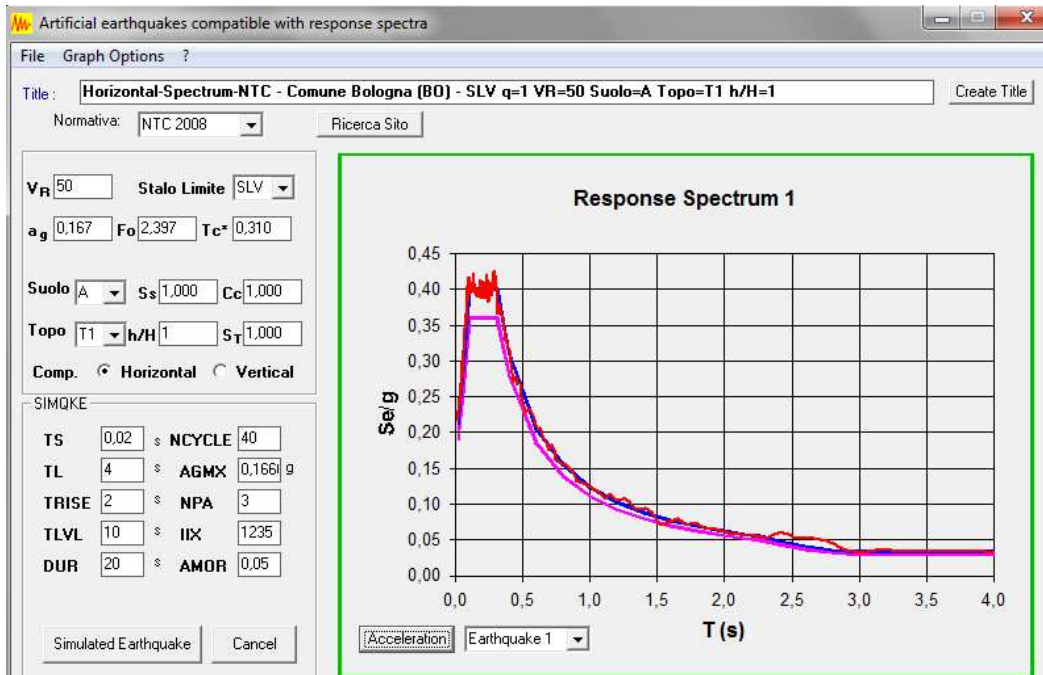 Artificial earthquakes compatible with response spectra
File Graph Options ?
Title : Horizontal-Spectrum-NTC - Comune Bologna (BO) - SLV q=1 VR=50 Suolo=A Topo=T1 h/H=1 Create Title
Normativa: NTC 2008 Ricerca Sito
VR 50 Stalo Limite SLV
ag 0,167 Fo 2,397 Tc* 0,310
Suolo A Ss 1,000 Cc 1,000
Topo T1 h/H 1 ST 1,000
Comp. Horizontal Vertical
SIMQKE
TS 0,02 s NCYCLE 40
TL 4 s AGMX 0,166 g
TRISE 2 s NPA 3
TLVL 10 s IIX 1235
DUR 20 s AMOR 0,05
Simulated Earthquake Cancel
Response Spectrum 1
Se/g
0,45
0,40
0,35
0,30
0,25
0,20
0,15
0,10
0,05
0,00
0,0 0,5 1,0 1,5 2,0 2,5 3,0 3,5 4,0
T (s)
Acceleration Earthquake 1